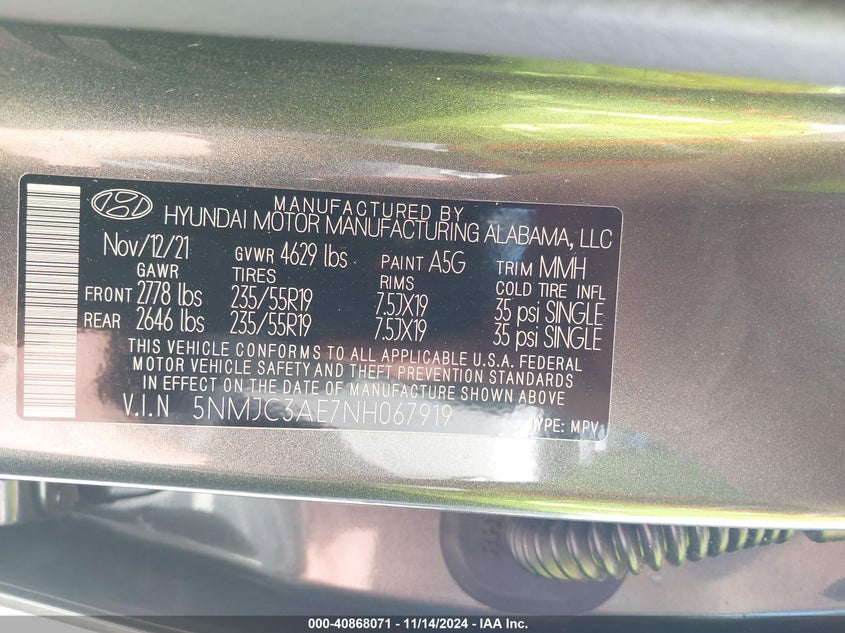 MANUFACTURED BY
HYUNDAI MOTOR MANUFACTURING ALABAMA, LLC
Nov/12/21 GVWR 4629 lbs PAINT A5G TRIM MMH
GAWR TIRES RIMS COLD TIRE INFL
FRONT 2778 lbs 235/55R19 7.5JX19 35 psi SINGLE
REAR 2646 lbs 235/55R19 7.5JX19 35 psi SINGLE
THIS VEHICLE CONFORMS TO ALL APPLICABLE U.S.A. FEDERAL
MOTOR VEHICLE SAFETY AND THEFT PREVENTION STANDARDS
IN EFFECT ON THE DATE OF MANUFACTURE SHOWN ABOVE
V.I.N 5NMJC3AE7NH067919 TYPE: MPV
000-40868071 - 11/14/2024 - IAA Inc.